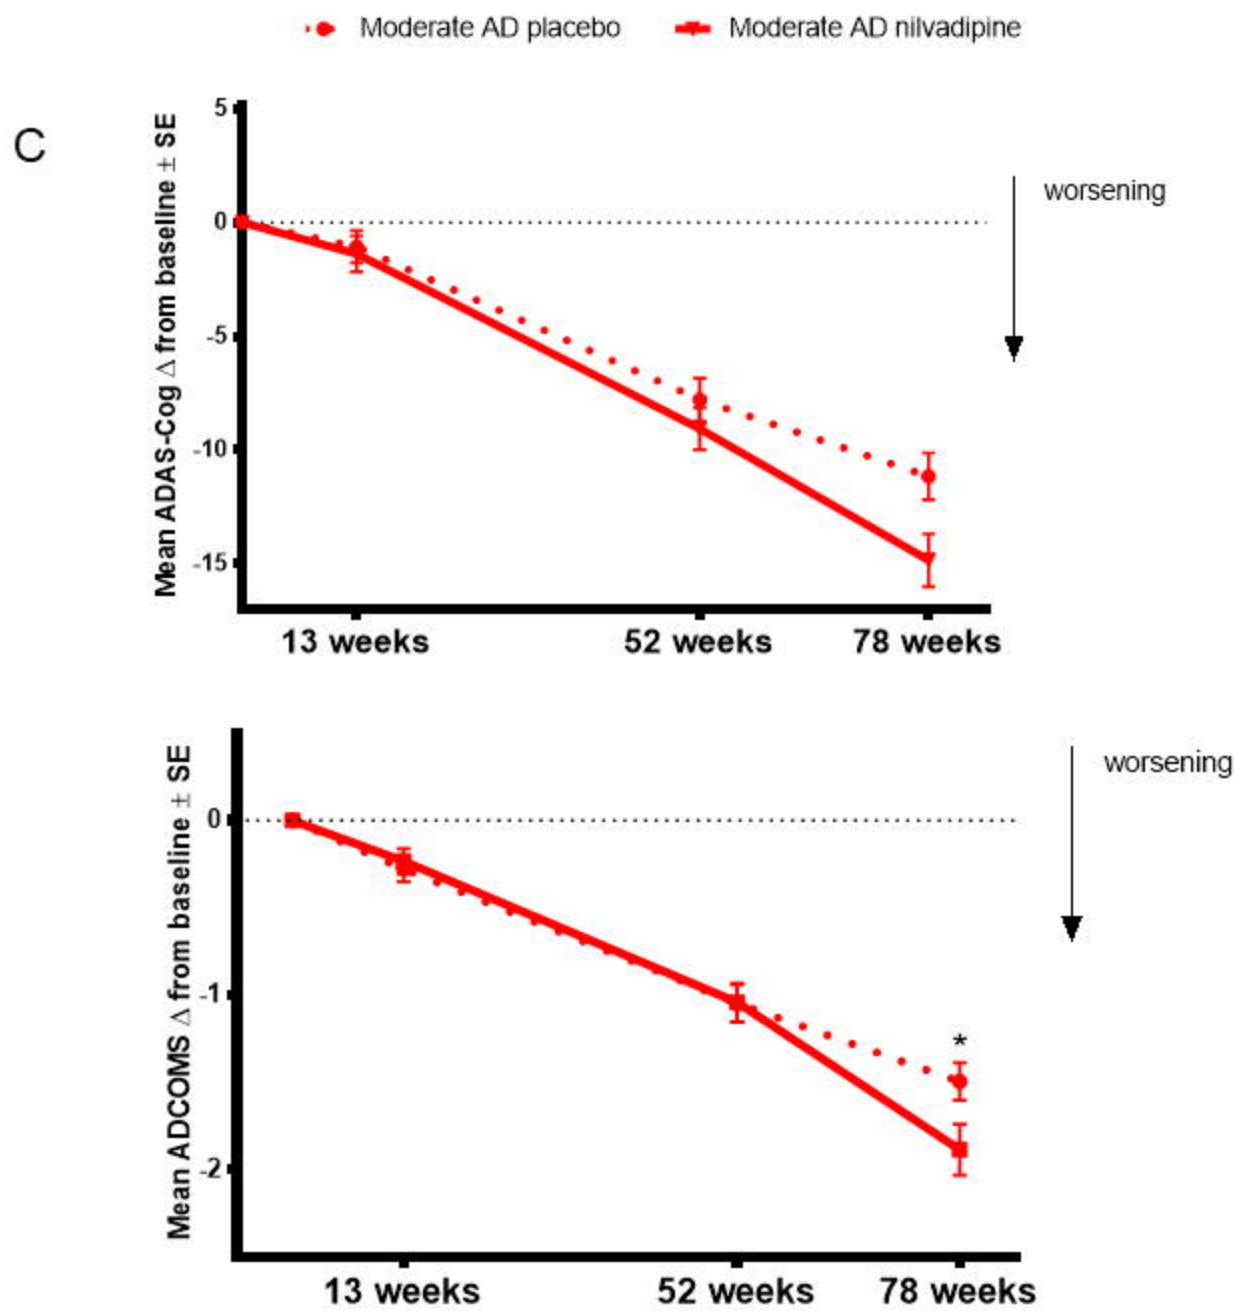 Moderate AD placebo Moderate AD nilvadipine
C
Mean ADAS-Cog Δ from baseline ± SE
5
0
-5
-10
-15
worsening
13 weeks 52 weeks 78 weeks
Mean ADCOMS Δ from baseline ± SE
0
-1
-2
worsening
*
13 weeks 52 weeks 78 weeks